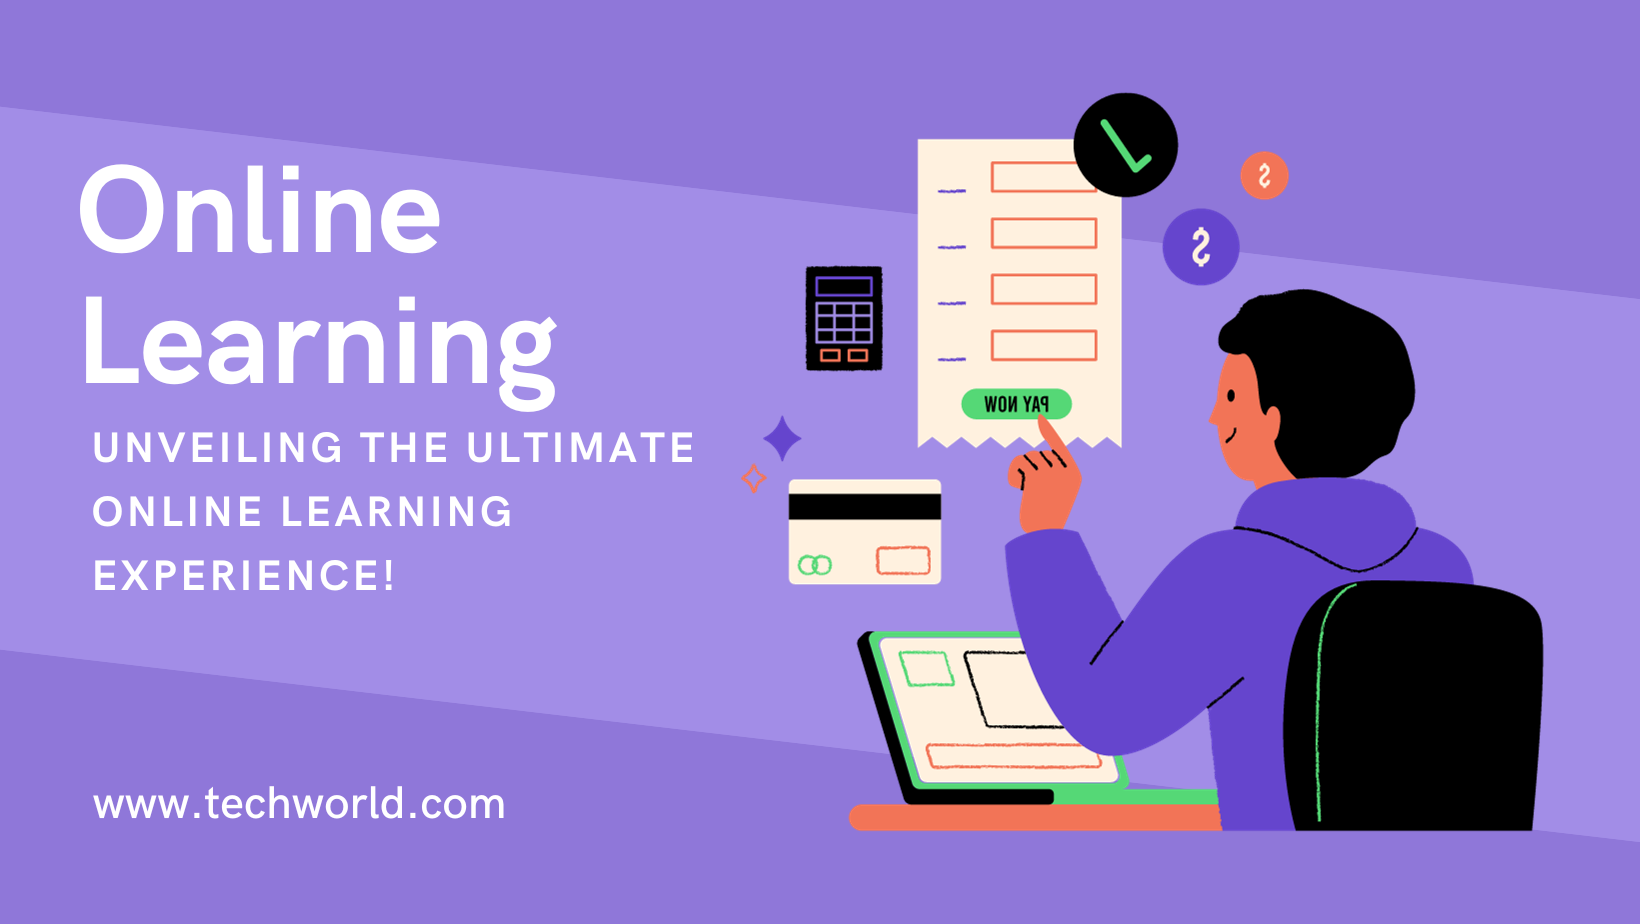 Online
Learning
UNVEILING THE ULTIMATE
ONLINE LEARNING
EXPERIENCE!
www.techworld.com
PAY NOW
$
$